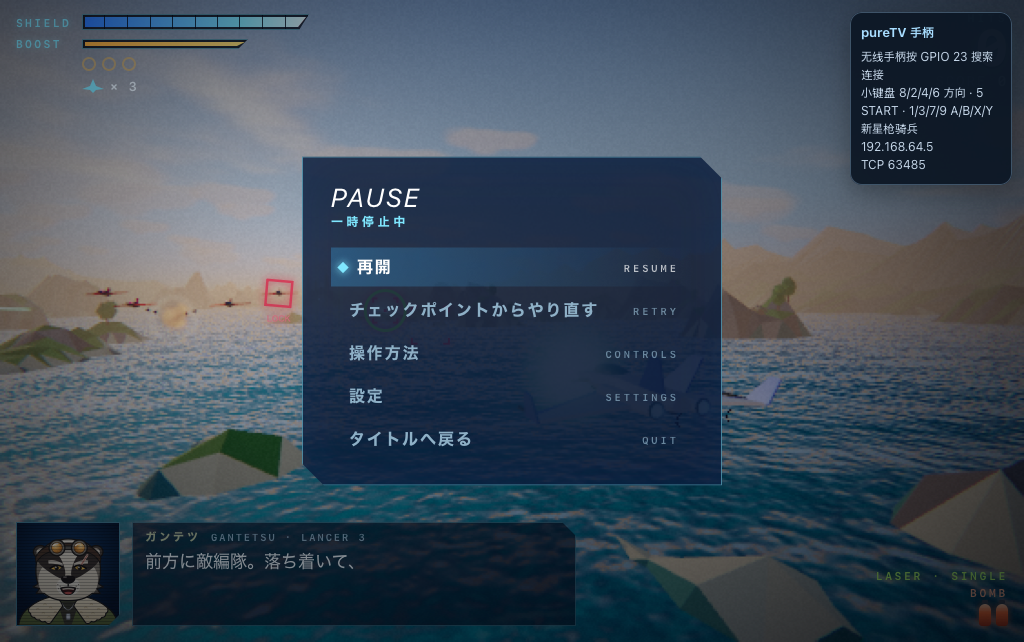 SHIELD
BOOST
× 3
pureTV 手柄
无线手柄按 GPIO 23 搜索
连接
小键盘 8/2/4/6 方向 · 5
START · 1/3/7/9 A/B/X/Y
新星枪骑兵
192.168.64.5
TCP 63485
PAUSE
一時停止中
再開 RESUME
チェックポイントからやり直す RETRY
操作方法 CONTROLS
設定 SETTINGS
タイトルへ戻る QUIT
ガンテツ GANTETSU · LANCER 3
前方に敵編隊。落ち着いて、
LASER · SINGLE
BOMB